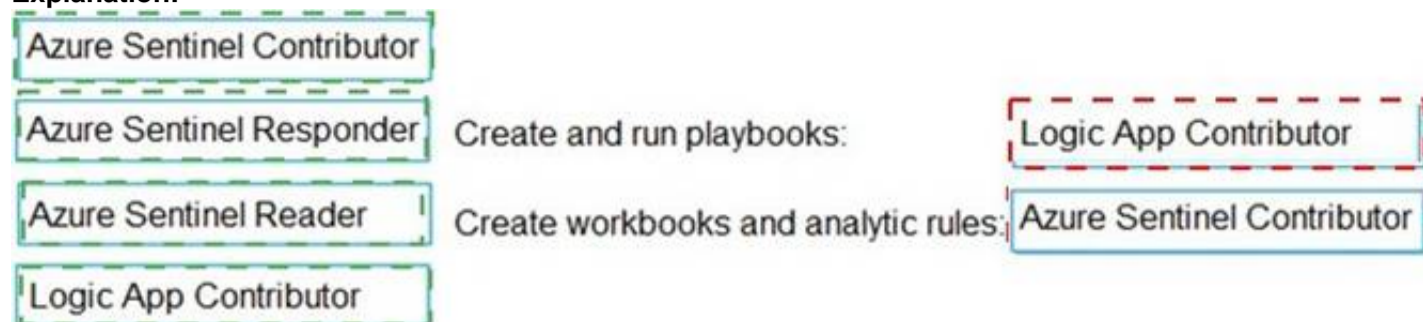 Explanation:
Azure Sentinel Contributor
Azure Sentinel Responder
Create and run playbooks:
Logic App Contributor
Azure Sentinel Reader
Create workbooks and analytic rules:
Azure Sentinel Contributor
Logic App Contributor